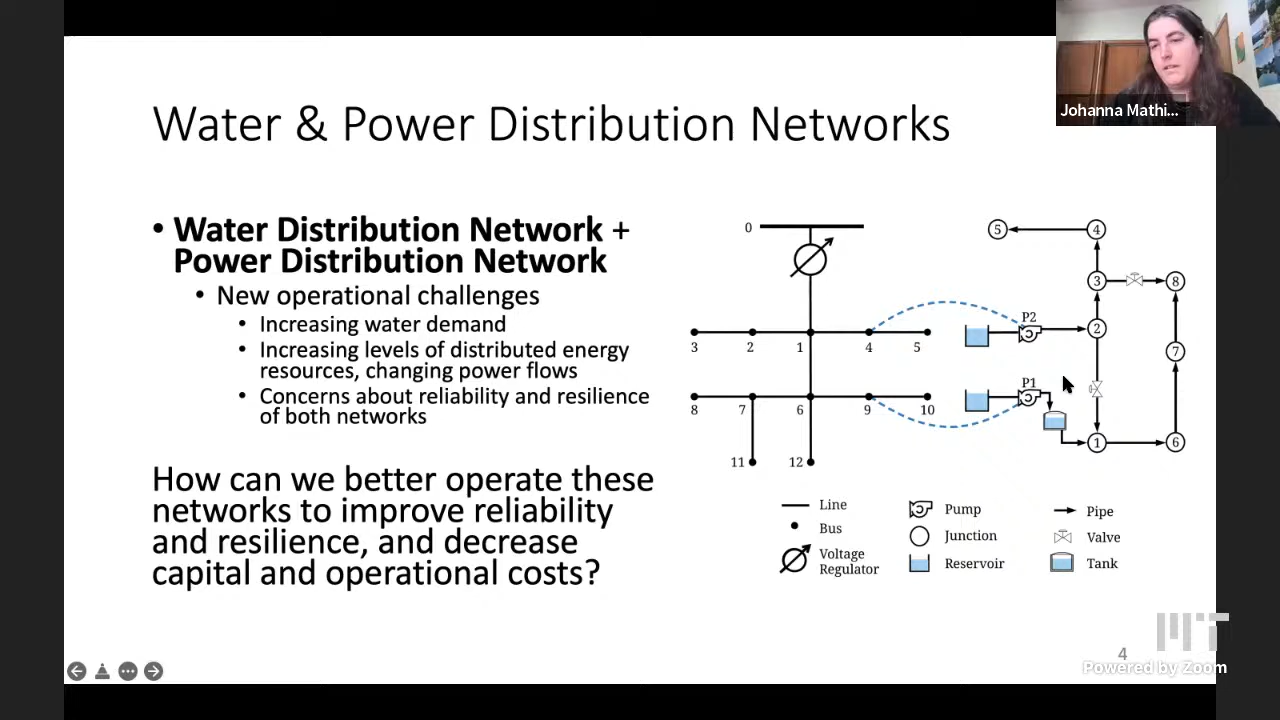 Johanna Mathi...
Water & Power Distribution Networks
• Water Distribution Network +
Power Distribution Network
• New operational challenges
• Increasing water demand
• Increasing levels of distributed energy
resources, changing power flows
• Concerns about reliability and resilience
of both networks
How can we better operate these
networks to improve reliability
and resilience, and decrease
capital and operational costs?
0
3 2 1 4 5
8 7 6 9 10
11 12
5 4
3 8
P2
2
7
P1
1 6
Line
Bus
Voltage
Regulator
Pump
Junction
Reservoir
Pipe
Valve
Tank
4
MIT
Powered by Zoom